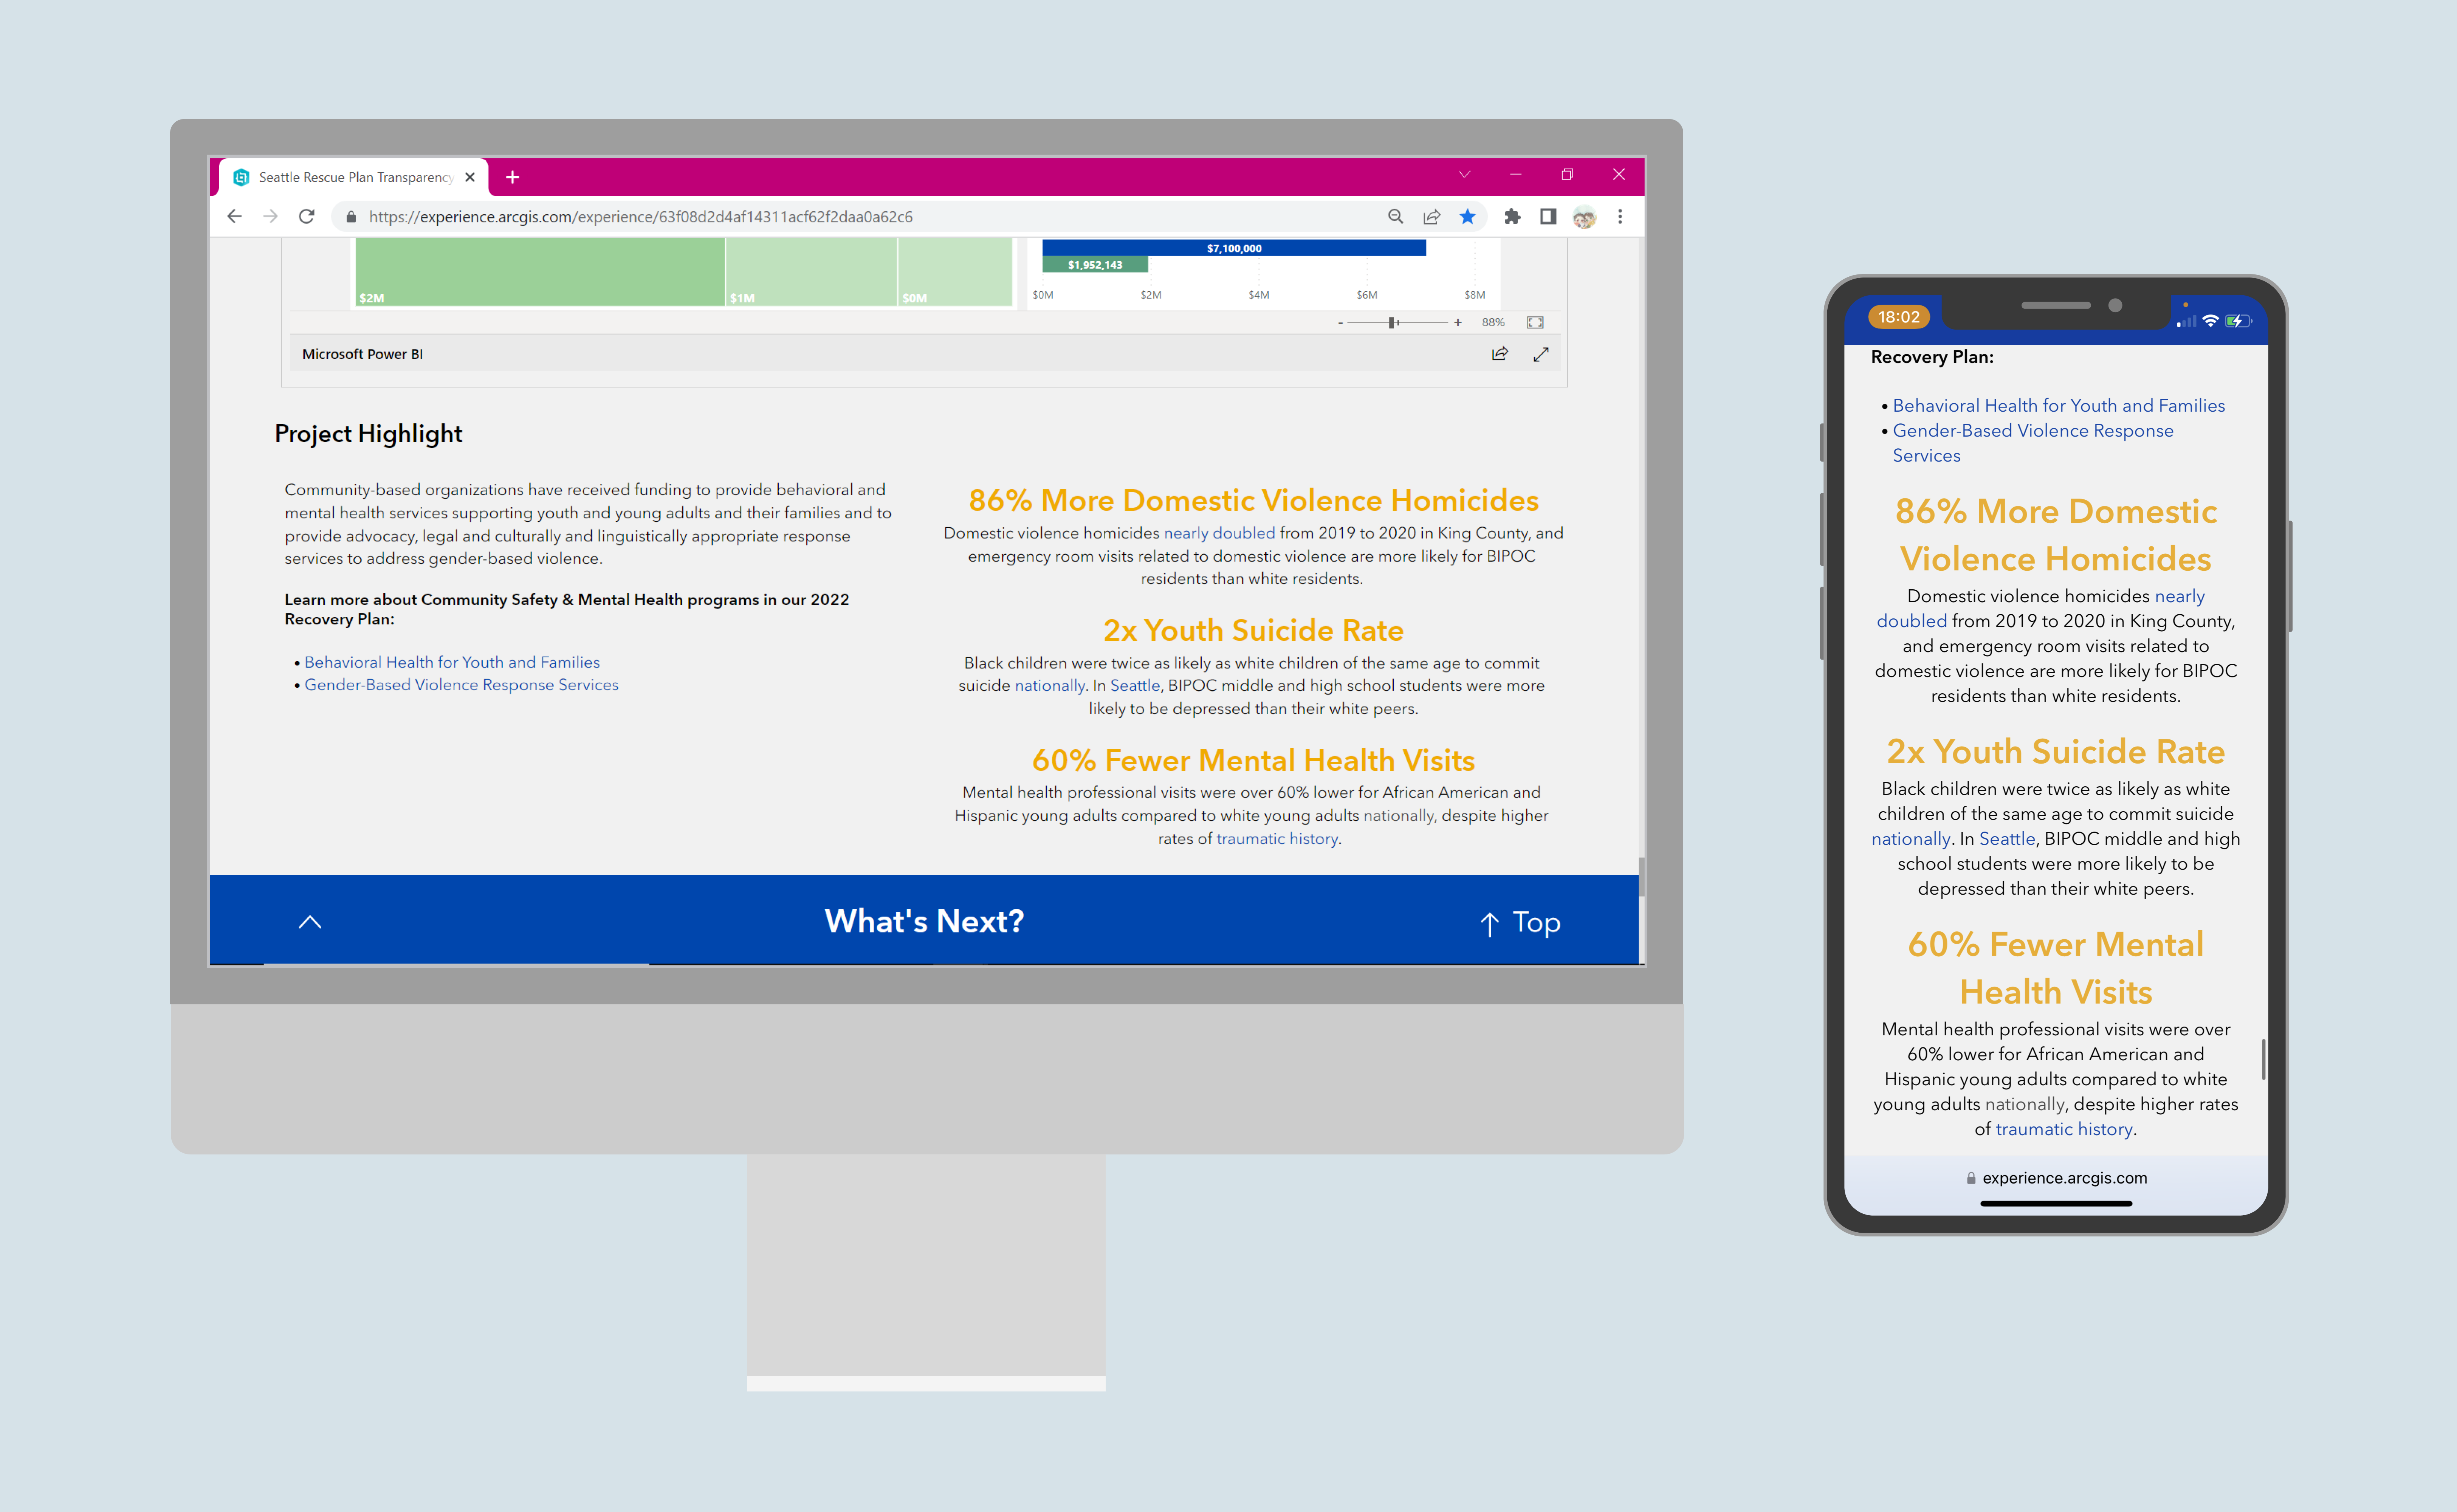 Seattle Rescue Plan Transparency
https://experience.arcgis.com/experience/63f08d2d4af14311acf62f2daa0a62c6
$2M
$1M
$0M
$7,100,000
$1,952,143
$0M
$2M
$4M
$6M
$8M
- + 88%
Microsoft Power BI
Project Highlight
Community-based organizations have received funding to provide behavioral and
mental health services supporting youth and young adults and their families and to
provide advocacy, legal and culturally and linguistically appropriate response
services to address gender-based violence.
Learn more about Community Safety & Mental Health programs in our 2022
Recovery Plan:
• Behavioral Health for Youth and Families
• Gender-Based Violence Response Services
86% More Domestic Violence Homicides
Domestic violence homicides nearly doubled from 2019 to 2020 in King County, and
emergency room visits related to domestic violence are more likely for BIPOC
residents than white residents.
2x Youth Suicide Rate
Black children were twice as likely as white children of the same age to commit
suicide nationally. In Seattle, BIPOC middle and high school students were more
likely to be depressed than their white peers.
60% Fewer Mental Health Visits
Mental health professional visits were over 60% lower for African American and
Hispanic young adults compared to white young adults nationally, despite higher
rates of traumatic history.
What's Next?
↑ Top
18:02
Recovery Plan:
• Behavioral Health for Youth and Families
• Gender-Based Violence Response
Services
86% More Domestic
Violence Homicides
Domestic violence homicides nearly
doubled from 2019 to 2020 in King County,
and emergency room visits related to
domestic violence are more likely for BIPOC
residents than white residents.
2x Youth Suicide Rate
Black children were twice as likely as white
children of the same age to commit suicide
nationally. In Seattle, BIPOC middle and high
school students were more likely to be
depressed than their white peers.
60% Fewer Mental
Health Visits
Mental health professional visits were over
60% lower for African American and
Hispanic young adults compared to white
young adults nationally, despite higher rates
of traumatic history.
experience.arcgis.com